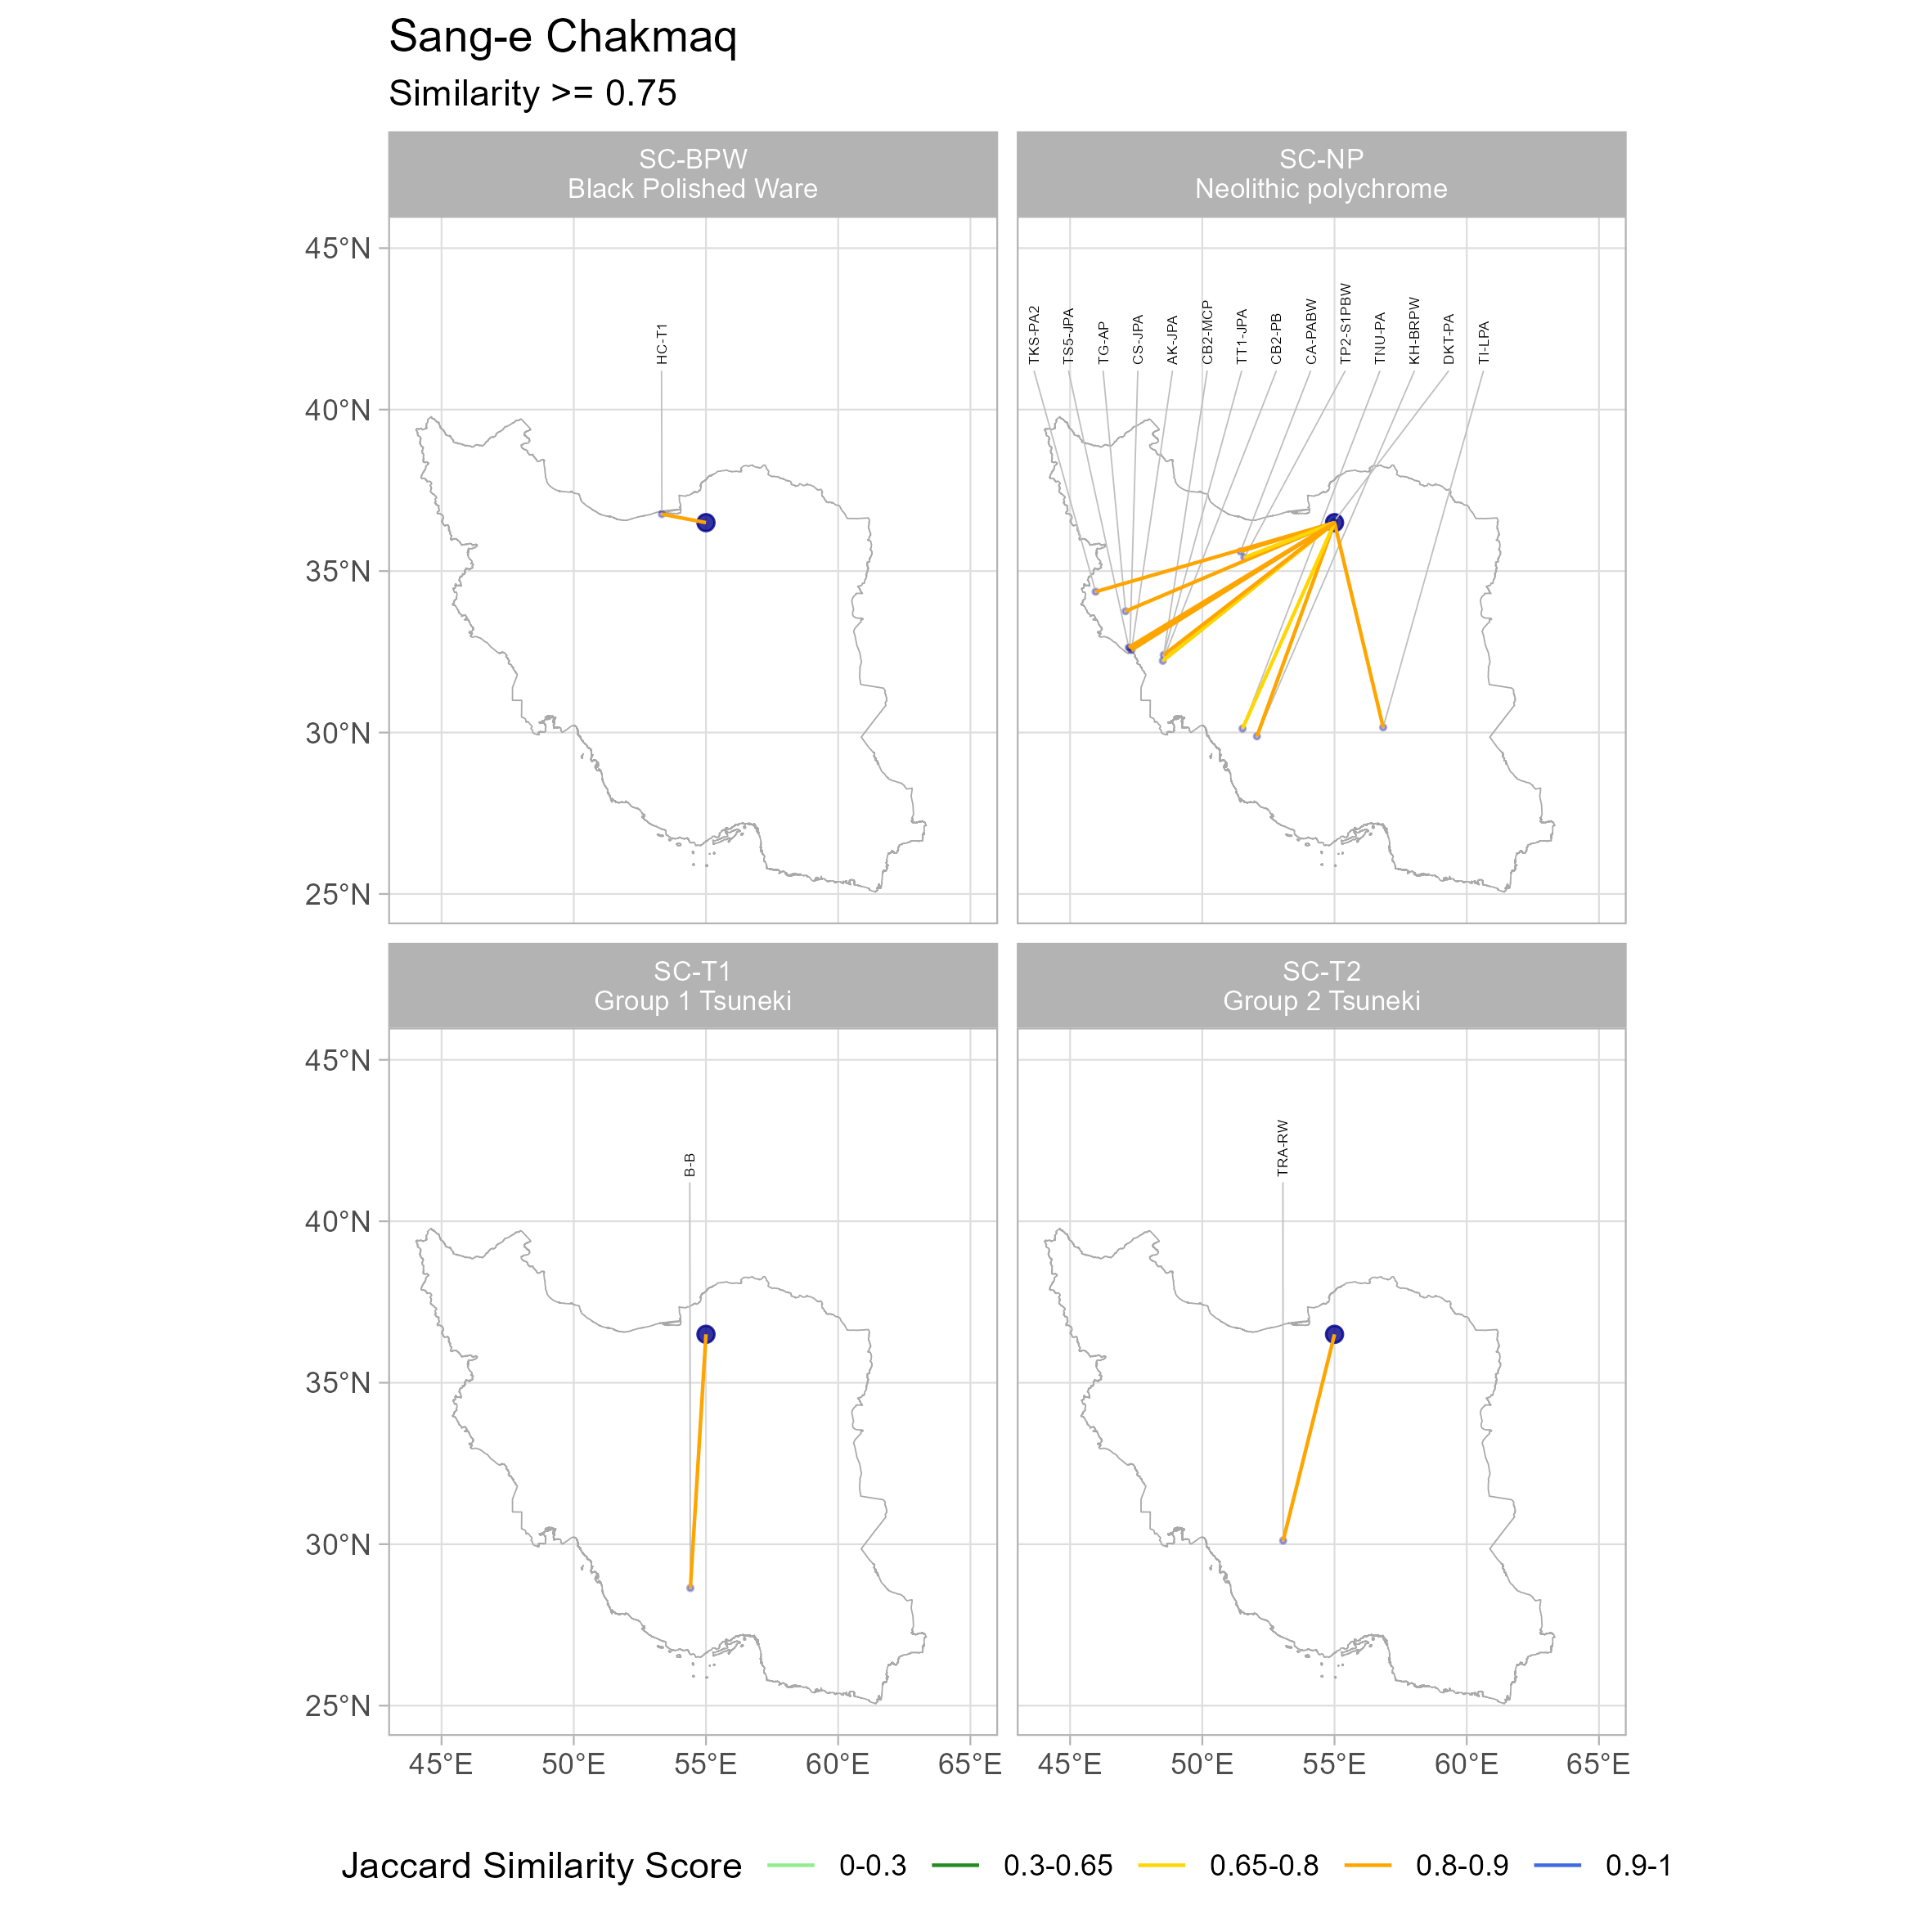 Sang-e Chakmaq
Similarity >= 0.75
SC-BPW
Black Polished Ware
SC-NP
Neolithic polychrome
45°N
40°N
35°N
30°N
25°N
HC-T1
TKS-PA2
TS5-JPA
TG-AP
CS-JPA
AK-JPA
CB2-MCP
TT1-JPA
CB2-PB
CA-PABW
TP2-S1PBW
TNU-PA
KH-BRPW
DKT-PA
TI-LPA
SC-T1
Group 1 Tsuneki
SC-T2
Group 2 Tsuneki
45°N
40°N
35°N
30°N
25°N
B-B
TRA-RW
45°E 50°E 55°E 60°E 65°E
45°E 50°E 55°E 60°E 65°E
Jaccard Similarity Score 0-0.3 0.3-0.65 0.65-0.8 0.8-0.9 0.9-1